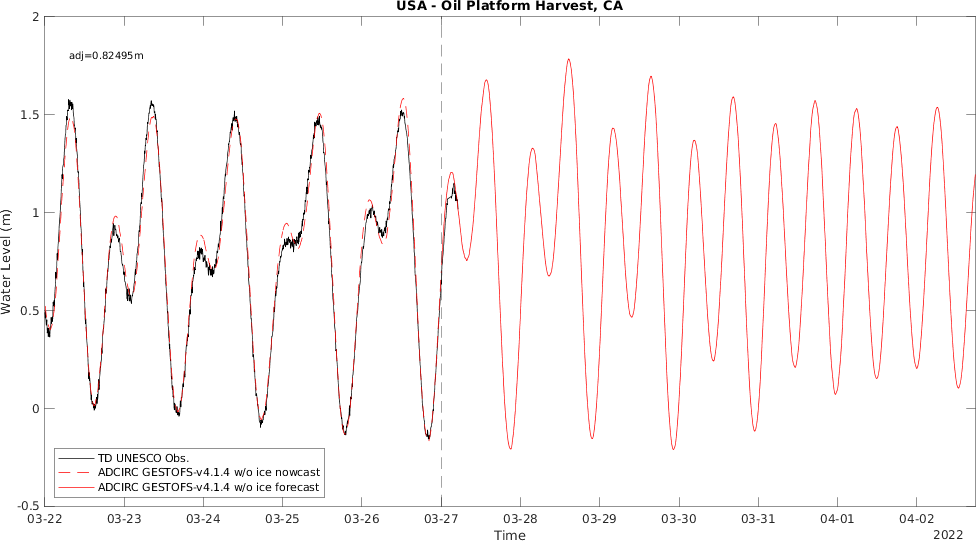 USA - Oil Platform Harvest, CA
adj=0.82495m
2
1.5
1
0.5
0
-0.5
Water Level (m)
TD UNESCO Obs.
ADCIRC GESTOFS-v4.1.4 w/o ice nowcast
ADCIRC GESTOFS-v4.1.4 w/o ice forecast
03-22 03-23 03-24 03-25 03-26 03-27 03-28 03-29 03-30 03-31 04-01 04-02
Time
2022